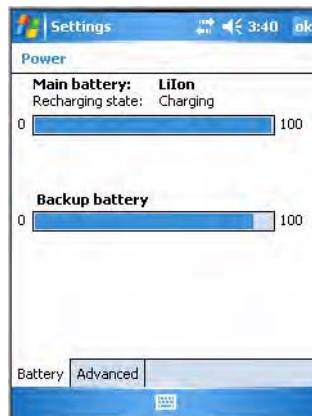 Settings 3:40 ok
Power
Main battery: LiIon
Recharging state: Charging
0 100
Backup battery
0 100
Battery Advanced